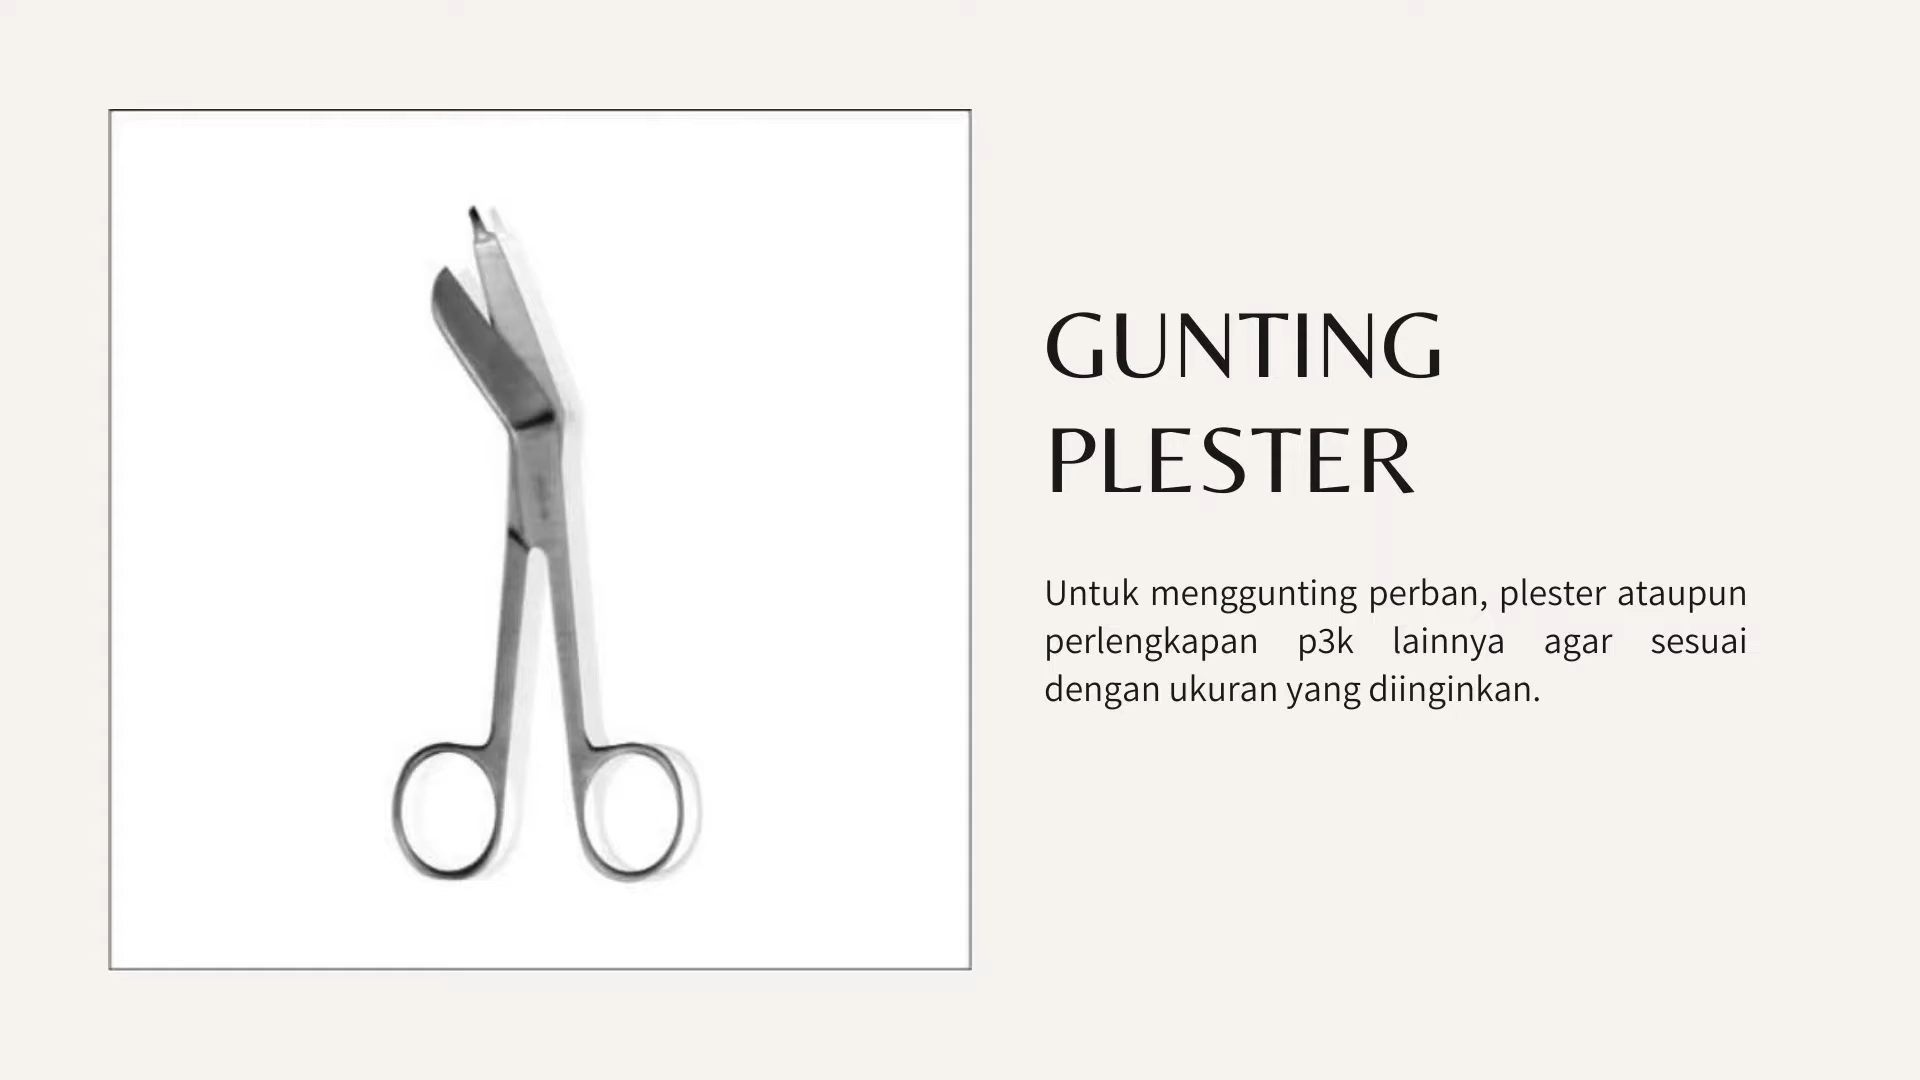 GUNTING
PLESTER
Untuk menggunting perban, plester ataupun
perlengkapan p3k lainnya agar sesuai
dengan ukuran yang diinginkan.